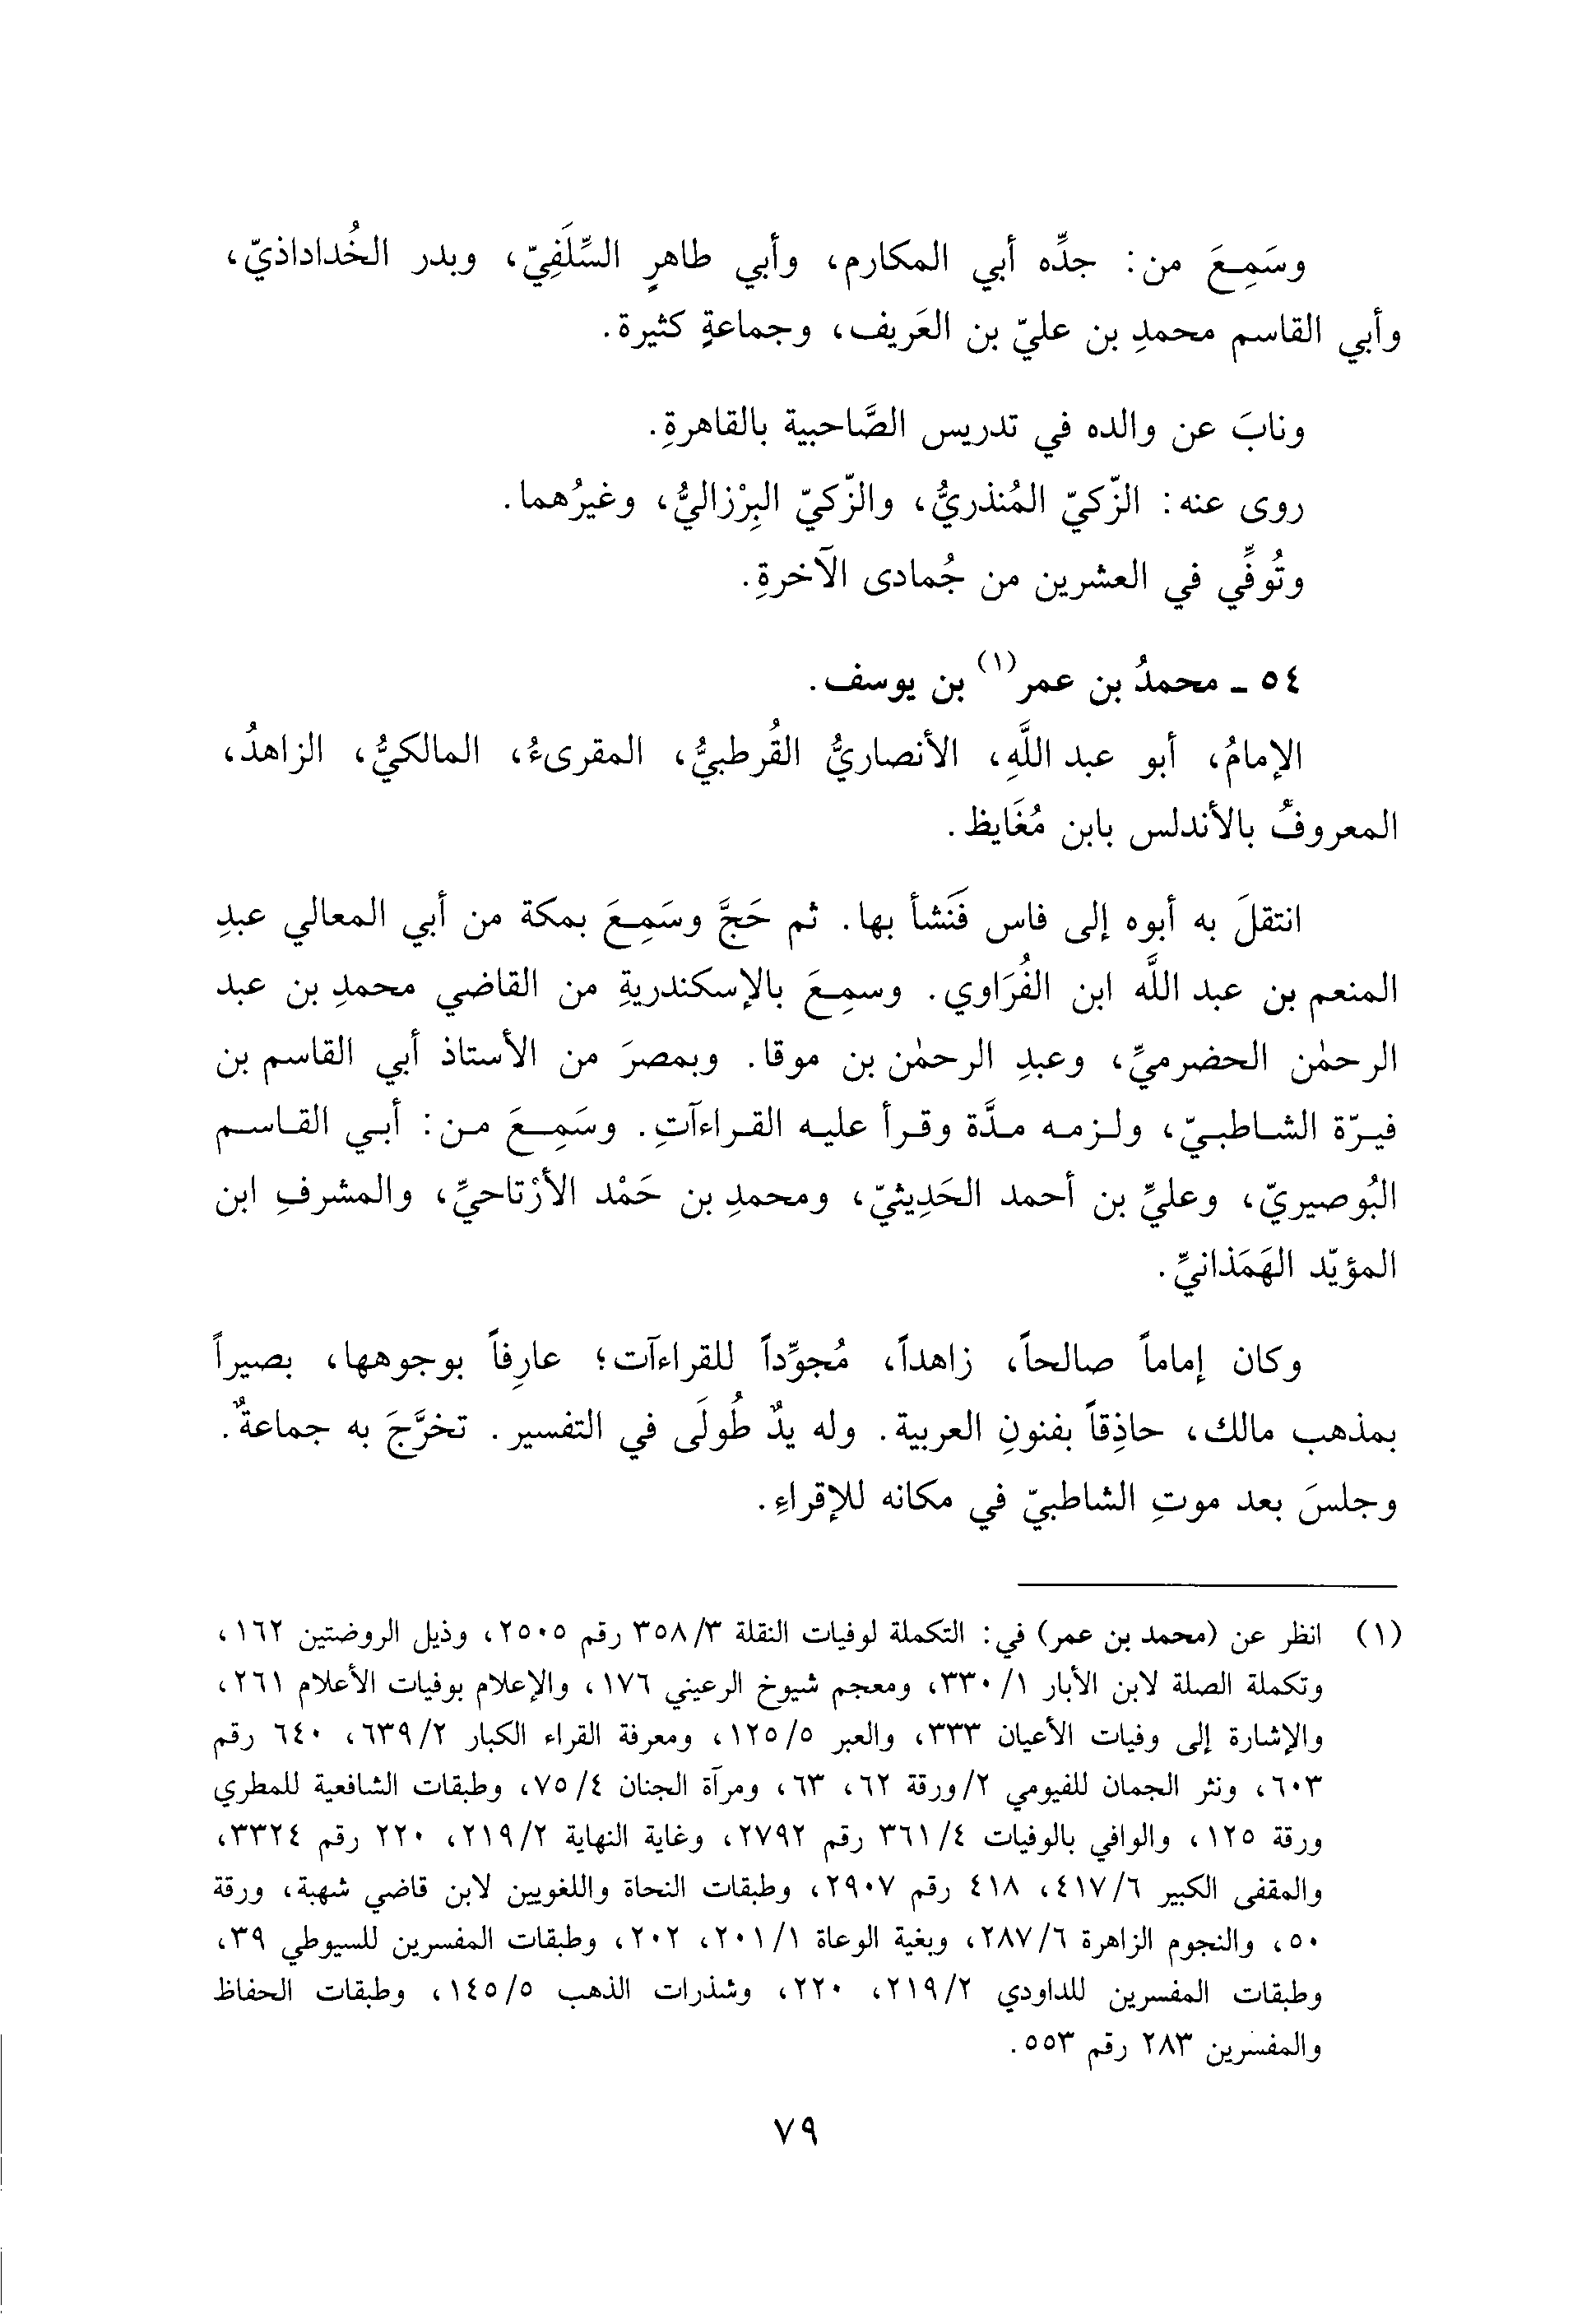 وسَمِعَ من: جدِّه أبي المكارم، وأبي طاهرٍ السِّلَفِيّ، وبدر الخُداداذيّ،
وأبي القاسم محمدِ بن عليّ بن العَريف، وجماعةٍ كثيرة.
ونابَ عن والده في تدريس الصَّاحبية بالقاهرةِ.
روى عنه: الزّكيّ المُنذريُّ، والزّكيّ البِرْزاليُّ، وغيرُهما.
وتُوفِّي في العشرين من جُمادى الآخرةِ.
٥٤ ـ محمدُ بن عمر(١) بن يوسف.
الإمامُ، أبو عبد اللَّهِ، الأنصاريُّ القُرطبيُّ، المقرىءُ، المالكيُّ، الزاهدُ،
المعروفُ بالأندلس بابن مُغَايظ.
انتقلَ به أبوه إلى فاس فَنَشأ بها. ثم حَجَّ وسَمِعَ بمكة من أبي المعالي عبدِ
المنعم بن عبد اللَّه ابن الفُرَاوي. وسمِعَ بالإسكندريةِ من القاضي محمدِ بن عبد
الرحمٰن الحضرميِّ، وعبدِ الرحمٰن بن موقا. وبمصرَ من الأستاذ أبي القاسم بن
فيرّة الشاطبيّ، ولزمه مدَّة وقرأ عليه القراءآتِ. وسَمِعَ من: أبي القاسم
البُوصيريّ، وعليِّ بن أحمد الحَدِيثيّ، ومحمدِ بن حَمْد الأرْتاحيِّ، والمشرفِ ابن
المؤيّد الهَمَذانيِّ.
وكان إماماً صالحاً، زاهداً، مُجوِّداً للقراءآت؛ عارِفاً بوجوهها، بصيراً
بمذهب مالك، حاذِقاً بفنونِ العربية. وله يدٌ طُولَى في التفسير. تخرَّجَ به جماعةٌ.
وجلسَ بعد موتِ الشاطبيّ في مكانه للإقراءِ.
(١) انظر عن (محمد بن عمر) في: التكملة لوفيات النقلة ٣/ ٣٥٨ رقم ٢٥٠٥، وذيل الروضتين ١٦٢،
وتكملة الصلة لابن الأبار ١/ ٣٣٠، ومعجم شيوخ الرعيني ١٧٦، والإعلام بوفيات الأعلام ٢٦١،
والإشارة إلى وفيات الأعيان ٣٣٣، والعبر ٥/ ١٢٥، ومعرفة القراء الكبار ٢/ ٦٣٩، ٦٤٠ رقم
٦٠٣، ونثر الجمان للفيومي ٢/ ورقة ٦٢، ٦٣، ومرآة الجنان ٤/ ٧٥، وطبقات الشافعية للمطري
ورقة ١٢٥، والوافي بالوفيات ٤/ ٣٦١ رقم ٢٧٩٢، وغاية النهاية ٢/ ٢١٩، ٢٢٠ رقم ٣٣٢٤،
والمقفى الكبير ٦/ ٤١٧، ٤١٨ رقم ٢٩٠٧، وطبقات النحاة واللغويين لابن قاضي شهبة، ورقة
٥٠، والنجوم الزاهرة ٦/ ٢٨٧، وبغية الوعاة ١/ ٢٠١، ٢٠٢، وطبقات المفسرين للسيوطي ٣٩،
وطبقات المفسرين للداودي ٢/ ٢١٩، ٢٢٠، وشذرات الذهب ٥/ ١٤٥، وطبقات الحفاظ
والمفسرين ٢٨٣ رقم ٥٥٣.
٧٩